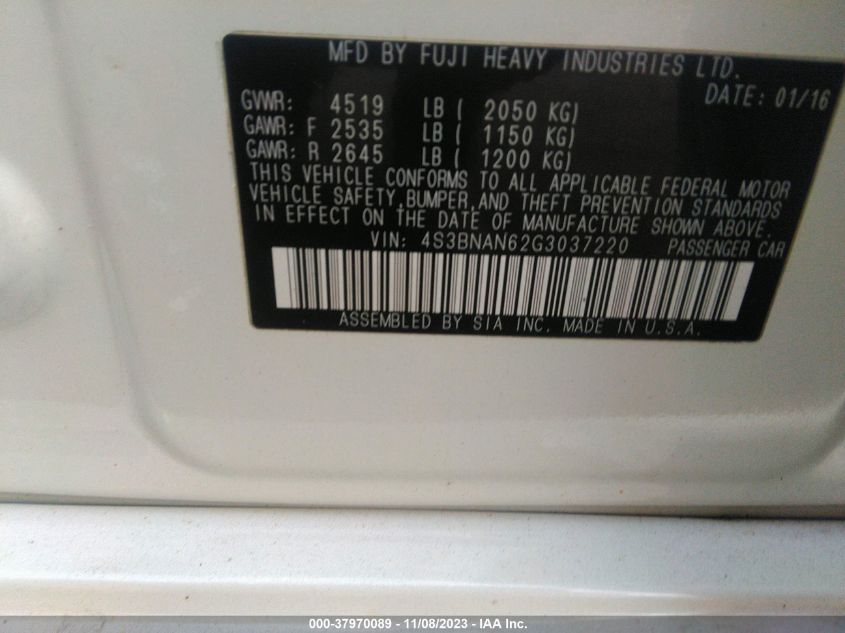 MFD BY FUJI HEAVY INDUSTRIES LTD.
DATE: 01/16
GVWR: 4519 LB ( 2050 KG)
GAWR: F 2535 LB ( 1150 KG)
GAWR: R 2645 LB ( 1200 KG)
THIS VEHICLE CONFORMS TO ALL APPLICABLE FEDERAL MOTOR
VEHICLE SAFETY,BUMPER,AND THEFT PREVENTION STANDARDS
IN EFFECT ON THE DATE OF MANUFACTURE SHOWN ABOVE.
VIN: 4S3BNAN62G3037220 PASSENGER CAR
ASSEMBLED BY SIA INC. MADE IN U.S.A.
000-37970089 - 11/08/2023 - IAA Inc.